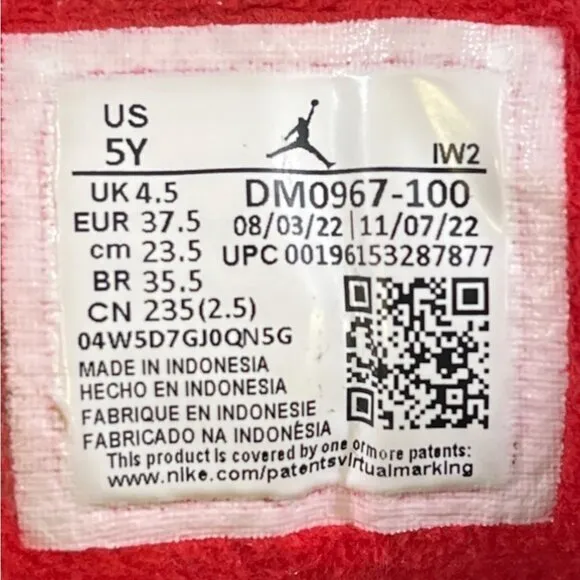 US
5Y
IW2
UK 4.5
DM0967-100
EUR 37.5
08/03/22 | 11/07/22
cm 23.5
UPC 00196153287877
BR 35.5
CN 235(2.5)
04W5D7GJ0QN5G
MADE IN INDONESIA
HECHO EN INDONESIA
FABRIQUE EN INDONESIE
FABRICADO NA INDONÉSIA
This product is covered by one or more patents:
www.nike.com/patentsvirtualmarking